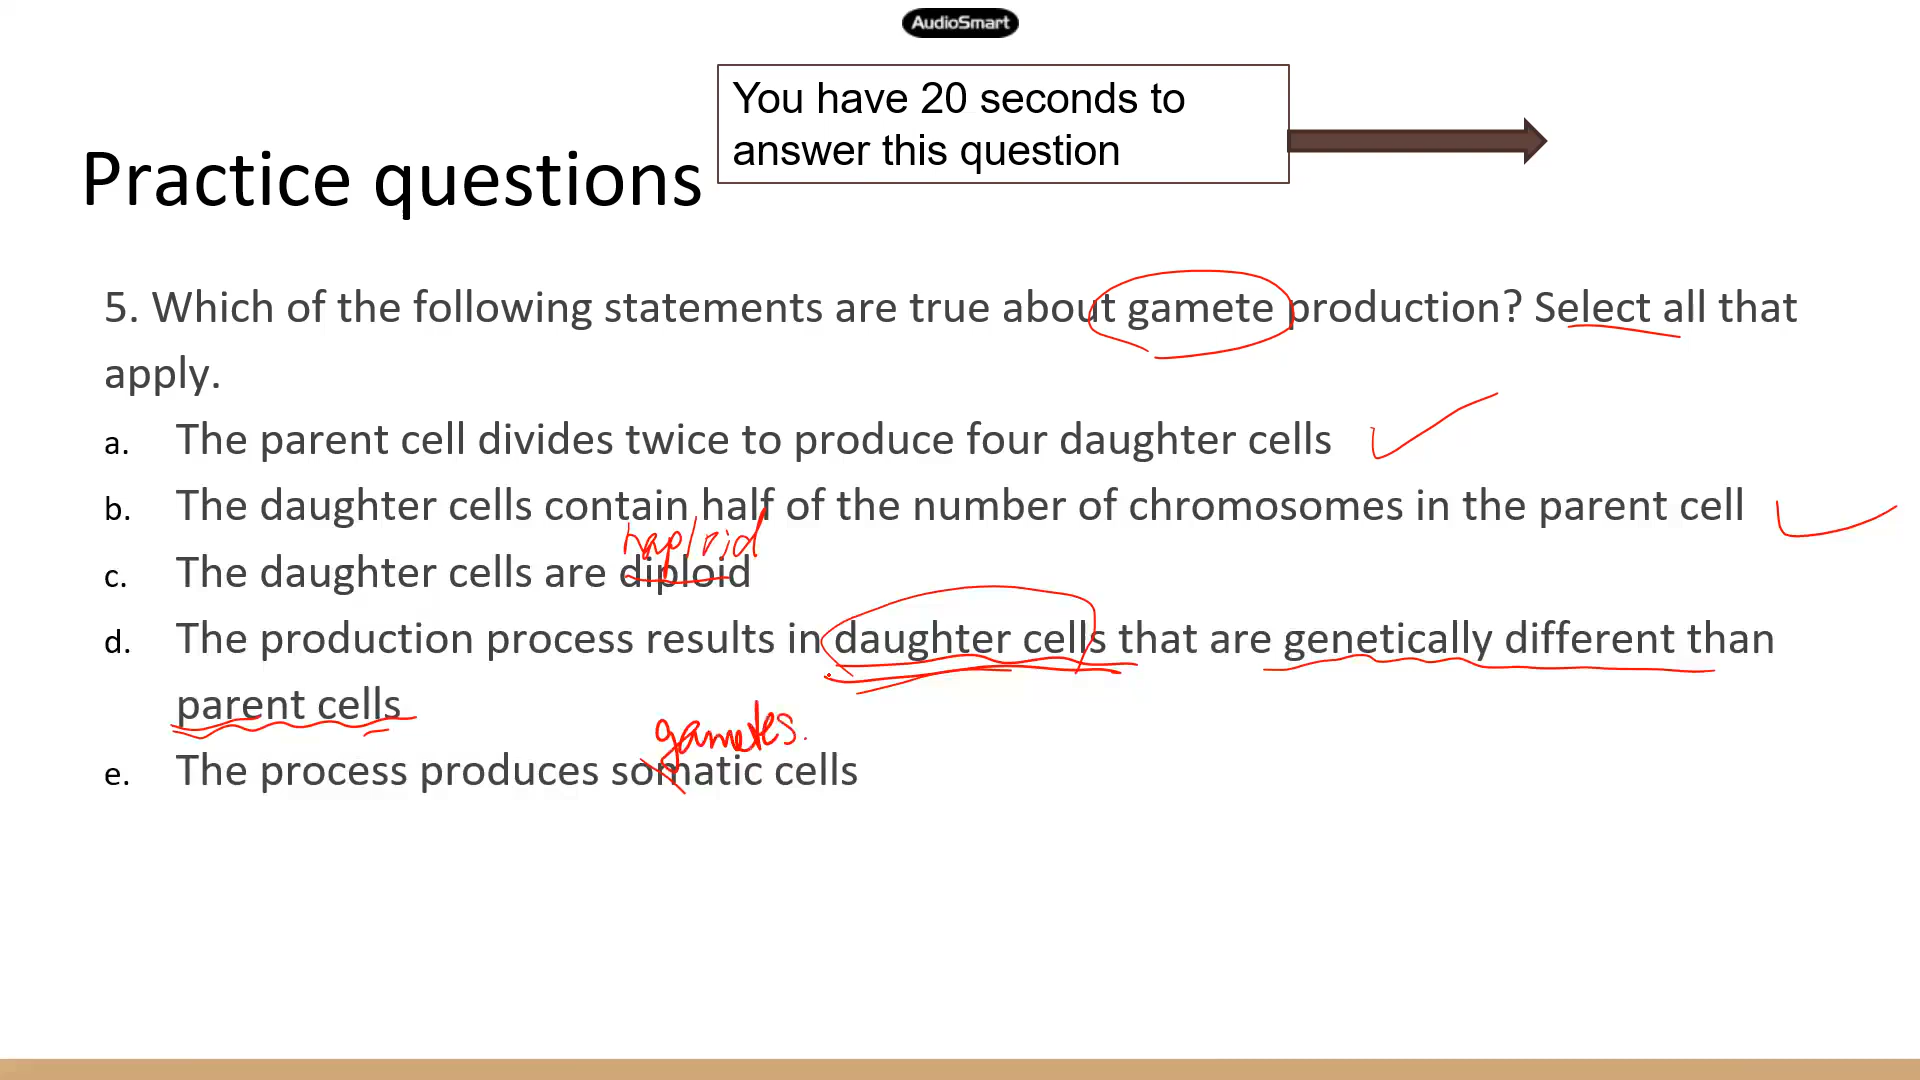 AudioSmart
You have 20 seconds to
answer this question
Practice questions
5. Which of the following statements are true about gamete production? Select all that
apply.
a. The parent cell divides twice to produce four daughter cells
b. The daughter cells contain half of the number of chromosomes in the parent cell
haploid
c. The daughter cells are diploid
d. The production process results in daughter cells that are genetically different than
parent cells
gametes.
e. The process produces somatic cells